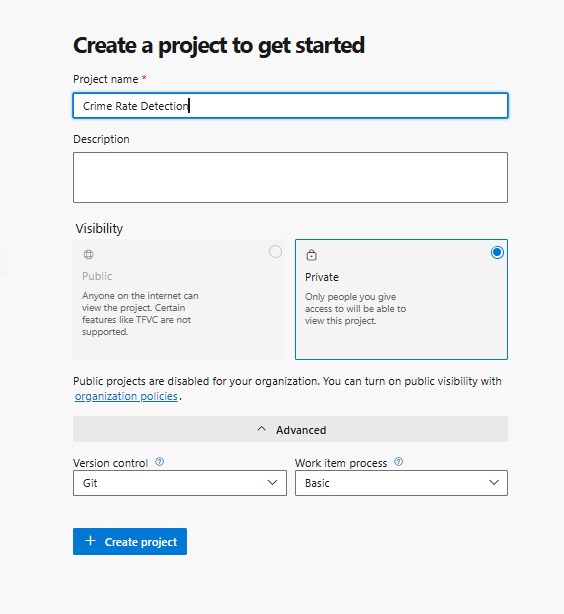 Create a project to get started
Project name *
Crime Rate Detection
Description
Visibility
Public
Anyone on the internet can
view the project. Certain
features like TFVC are not
supported.
Private
Only people you give
access to will be able to
view this project.
Public projects are disabled for your organization. You can turn on public visibility with
organization policies.
Advanced
Version control ?
Git
Work item process ?
Basic
+ Create project